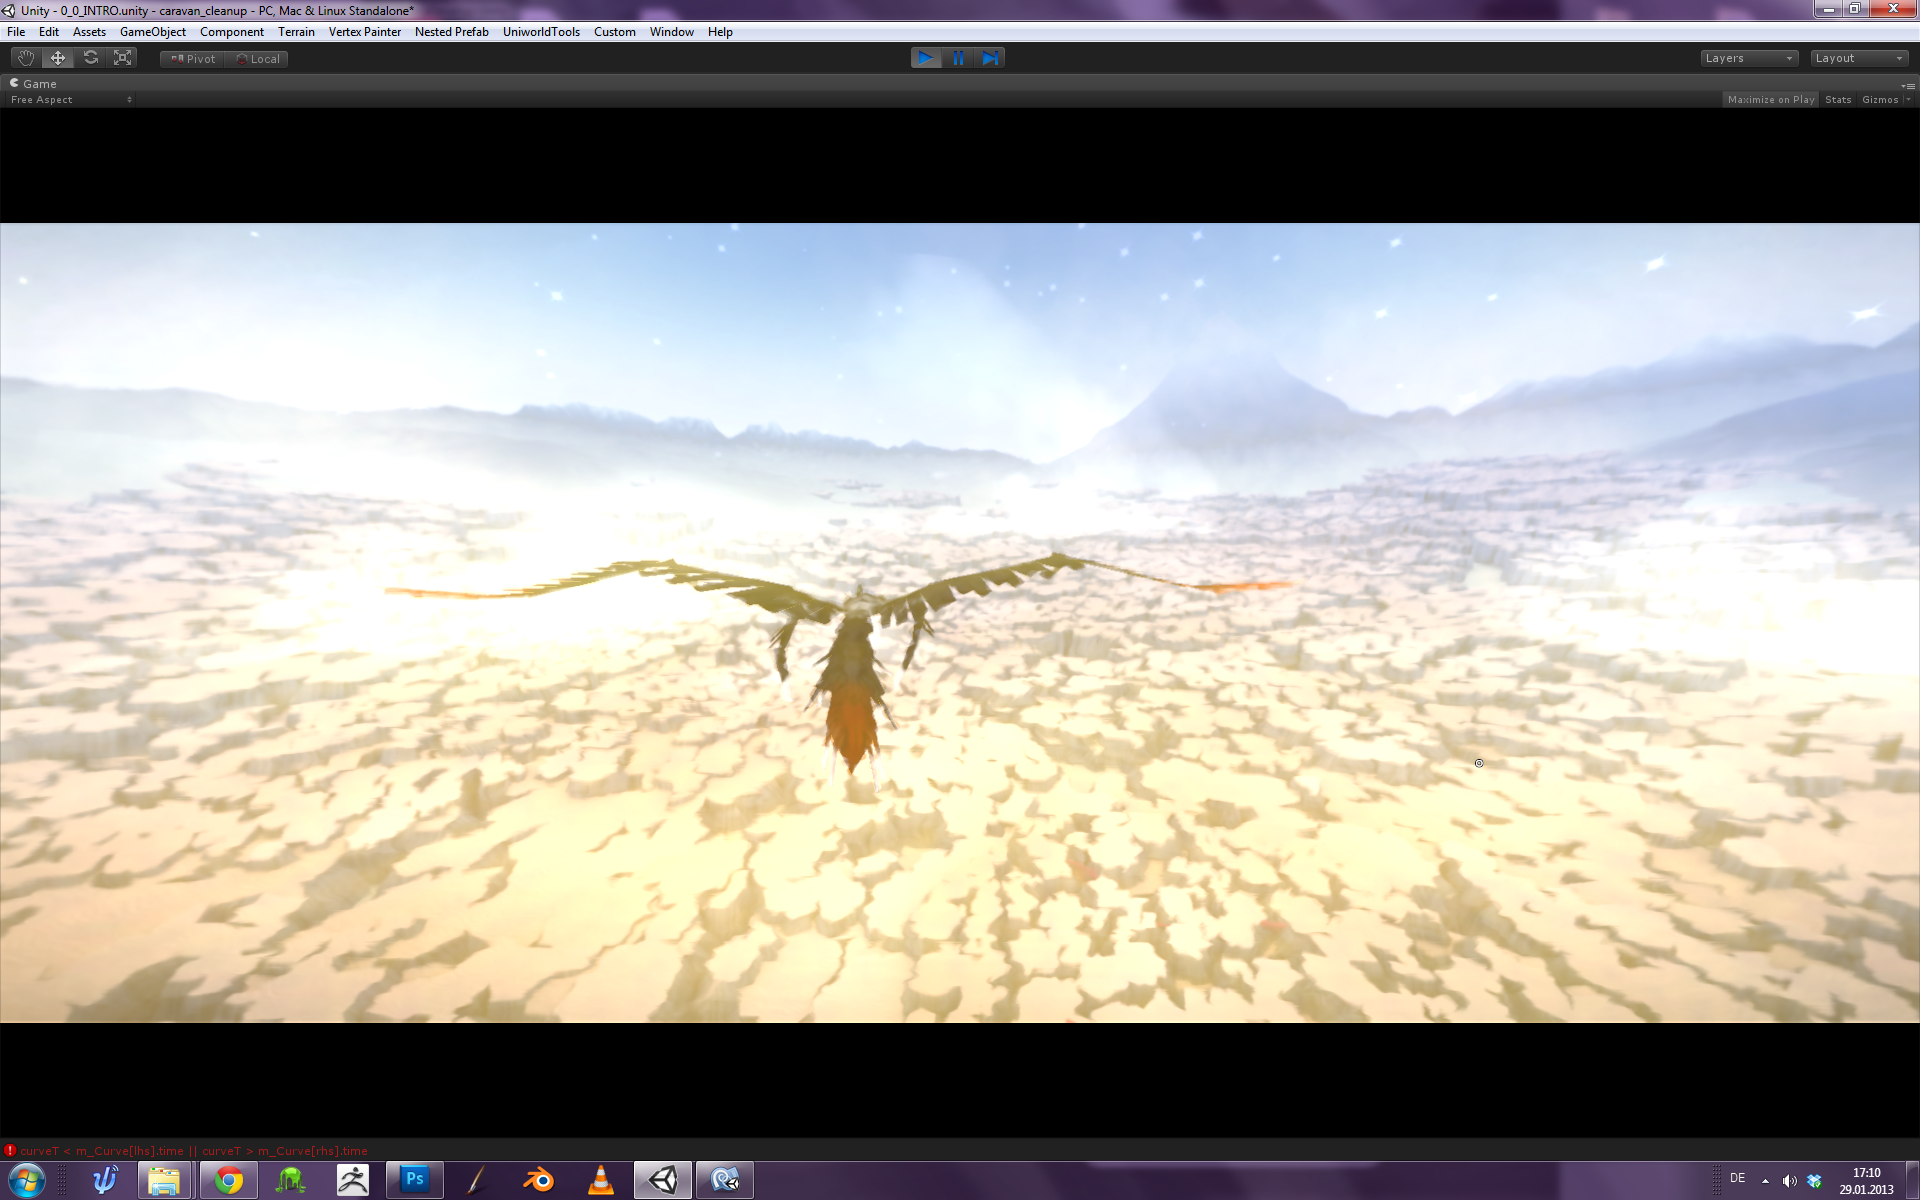 Unity - 0_0_INTRO.unity - caravan_cleanup - PC, Mac & Linux Standalone*
File Edit Assets GameObject Component Terrain Vertex Painter Nested Prefab UniworldTools Custom Window Help
Pivot Local Layers Layout
Game
Free Aspect Maximize on Play Stats Gizmos
curveT < m_Curve[lhs].time || curveT > m_Curve[rhs].time
Ps DE 17:10
29.01.2013